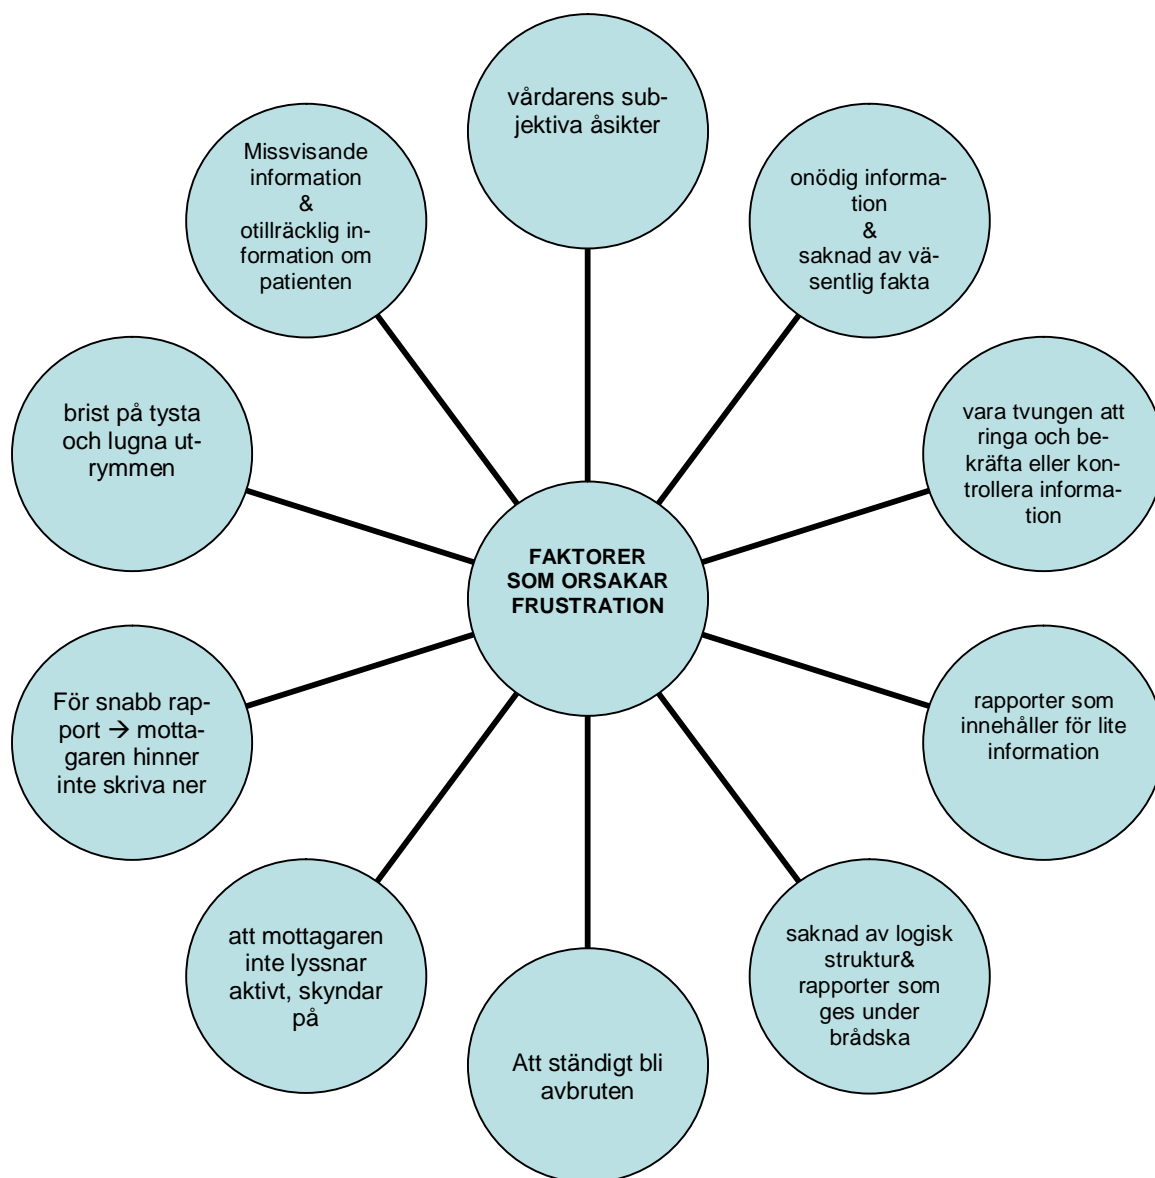 vårdarens sub-
jektiva åsikter
Missvisande
information
&
otillräcklig in-
formation om
patienten
onödig informa-
tion
&
saknad av vä-
sentlig fakta
brist på tysta
och lugna ut-
rymmen
vara tvungen att
ringa och be-
kräfta eller kon-
trollera informa-
tion
FAKTORER
SOM ORSAKAR
FRUSTRATION
För snabb rap-
port → motta-
garen hinner
inte skriva ner
rapporter som
innehåller för lite
information
att mottagaren
inte lyssnar
aktivt, skyndar
på
saknad av logisk
struktur&
rapporter som
ges under
brådska
Att ständigt bli
avbruten